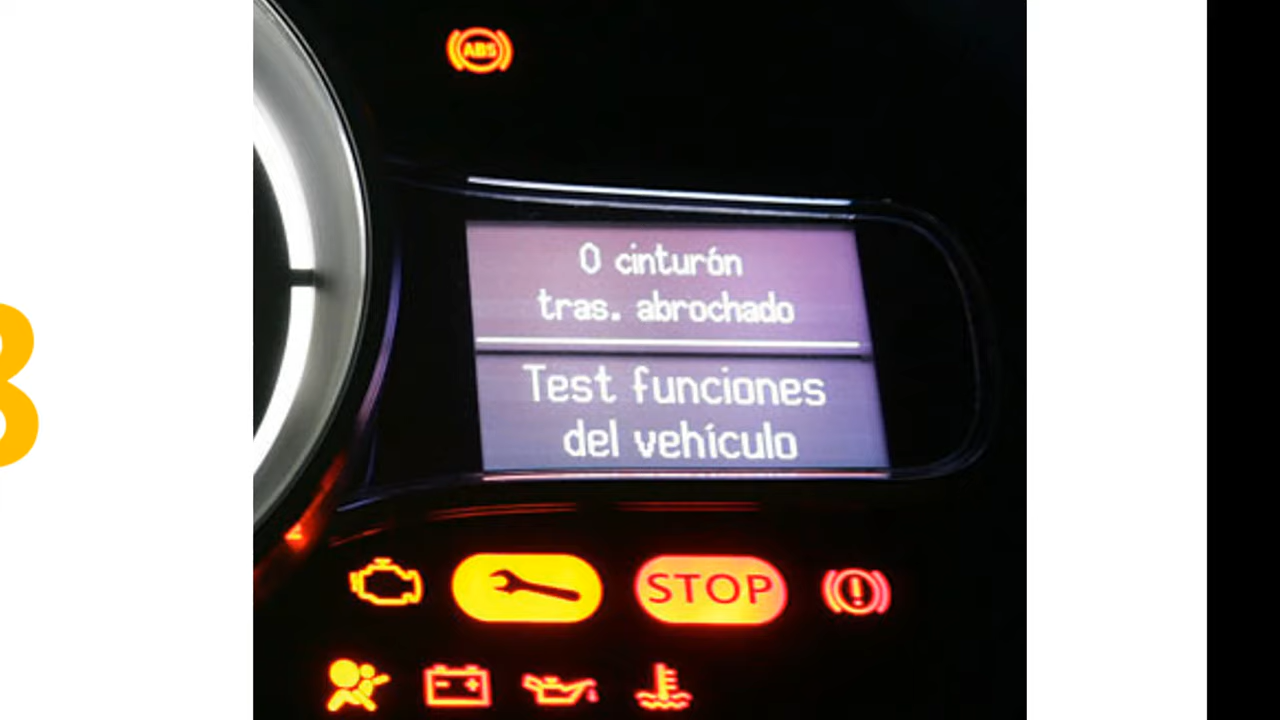 ABS
0 cinturón
tras. abrochado
Test funciones
del vehículo
STOP